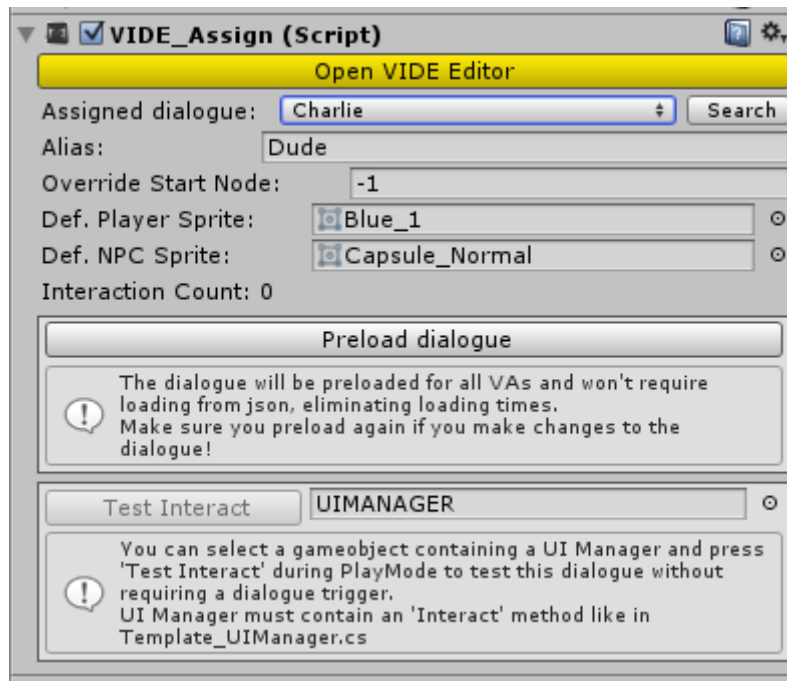 VIDE_Assign (Script)
Open VIDE Editor
Assigned dialogue: Charlie Search
Alias: Dude
Override Start Node: -1
Def. Player Sprite: Blue_1
Def. NPC Sprite: Capsule_Normal
Interaction Count: 0
Preload dialogue
The dialogue will be preloaded for all VAs and won't require
loading from json, eliminating loading times.
Make sure you preload again if you make changes to the
dialogue!
Test Interact UIMANAGER
You can select a gameobject containing a UI Manager and press
'Test Interact' during PlayMode to test this dialogue without
requiring a dialogue trigger.
UI Manager must contain an 'Interact' method like in
Template_UIManager.cs